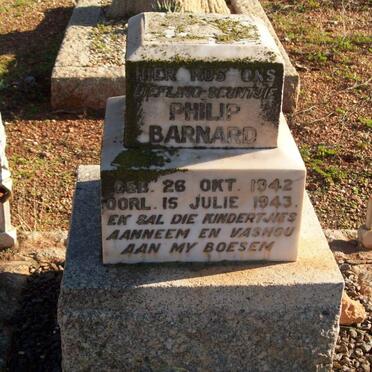 HIER RUS ONS
LIEFLING-SEUNTJIE
PHILIP
BARNARD
GEB. 26 OKT. 1942
OORL. 15 JULIE 1943.
EK SAL DIE KINDERTJIES
AANNEEM EN VASHOU
AAN MY BOESEM